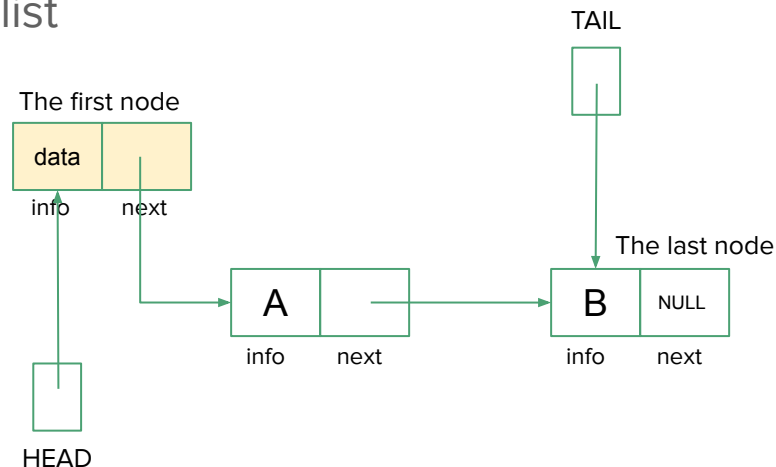 list
TAIL
The first node
data
info next
The last node
A
B NULL
info next
info next
HEAD